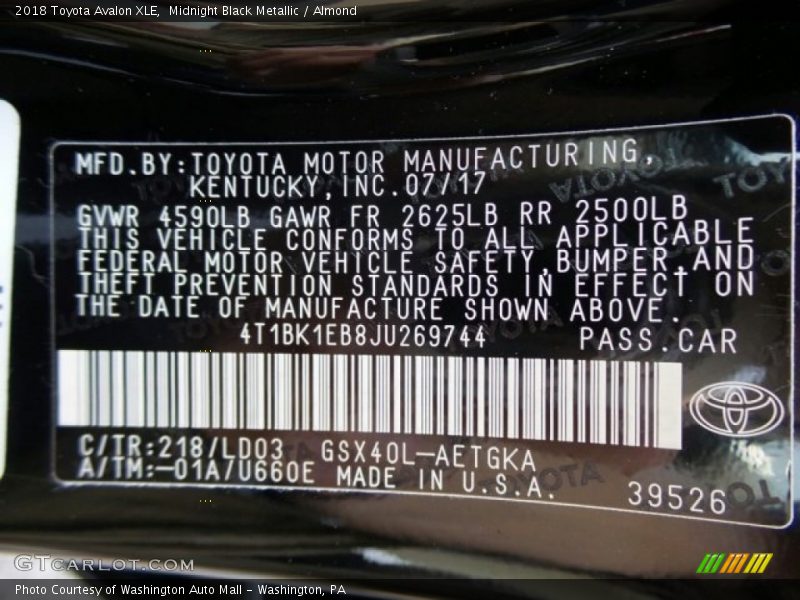 2018 Toyota Avalon XLE, Midnight Black Metallic / Almond
MFD.BY:TOYOTA MOTOR MANUFACTURING,
KENTUCKY,INC.07/17
GVWR 4590LB GAWR FR 2625LB RR 2500LB
THIS VEHICLE CONFORMS TO ALL APPLICABLE
FEDERAL MOTOR VEHICLE SAFETY,BUMPER,AND
THEFT PREVENTION STANDARDS IN EFFECT ON
THE DATE OF MANUFACTURE SHOWN ABOVE.
4T1BK1EB8JU269744 PASS.CAR
C/TR:218/LD03 GSX40L-AETGKA
A/TM:-01A/U660E MADE IN U.S.A.
39526
GTCARLOT.COM
Photo Courtesy of Washington Auto Mall - Washington, PA